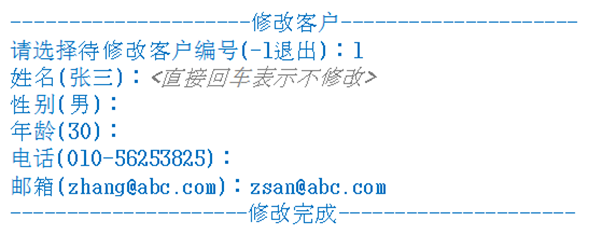 ---------------------修改客户---------------------
请选择待修改客户编号(-1退出)：1
姓名(张三)：<直接回车表示不修改>
性别(男)：
年龄(30)：
电话(010-56253825)：
邮箱(zhang@abc.com)：zsan@abc.com
---------------------修改完成---------------------